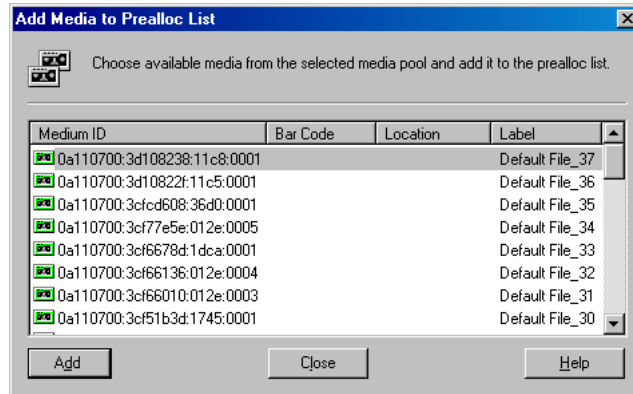 Add Media to Prealloc List
Choose available media from the selected media pool and add it to the prealloc list.
Medium ID Bar Code Location Label
0a110700:3d108238:11c8:0001 Default File_37
0a110700:3d10822f:11c5:0001 Default File_36
0a110700:3cfcd608:36d0:0001 Default File_35
0a110700:3cf77e5e:012e:0005 Default File_34
0a110700:3cf6678d:1dca:0001 Default File_33
0a110700:3cf66136:012e:0004 Default File_32
0a110700:3cf66010:012e:0003 Default File_31
0a110700:3cf51b3d:1745:0001 Default File_30
Add Close Help